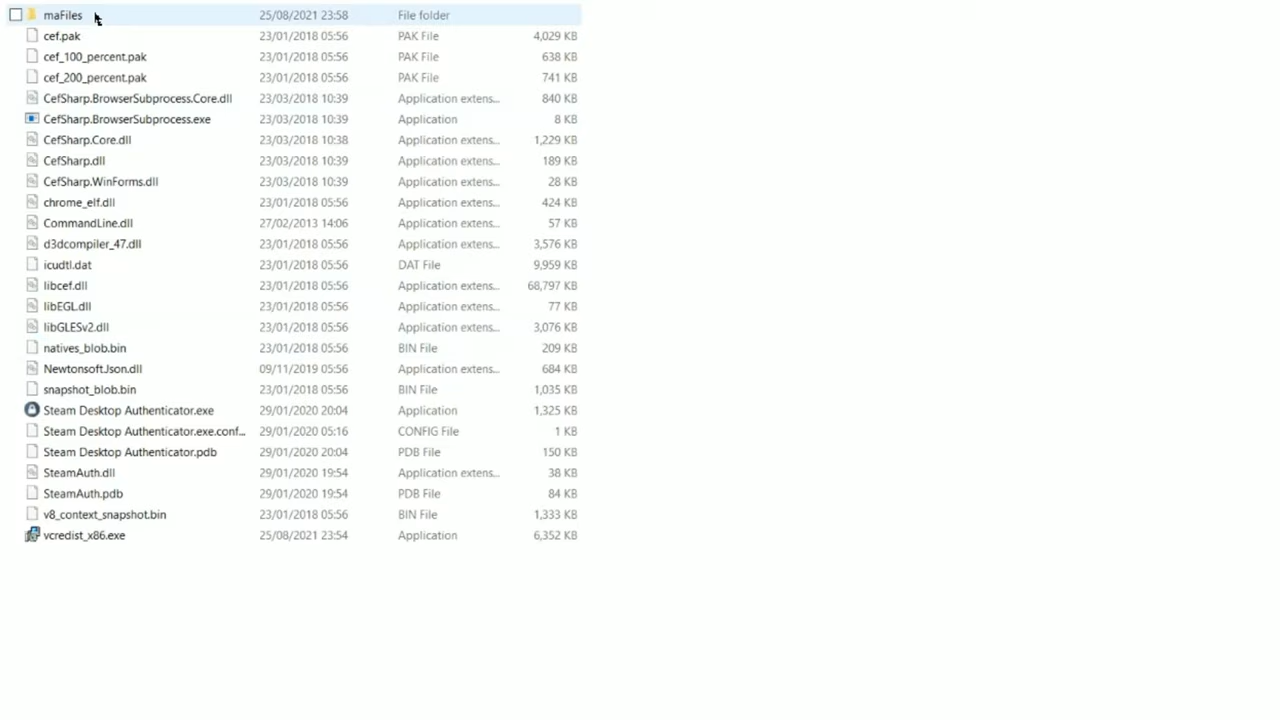 maFiles 25/08/2021 23:58 File folder
cef.pak 23/01/2018 05:56 PAK File 4,029 KB
cef_100_percent.pak 23/01/2018 05:56 PAK File 638 KB
cef_200_percent.pak 23/01/2018 05:56 PAK File 741 KB
CefSharp.BrowserSubprocess.Core.dll 23/03/2018 10:39 Application extens... 840 KB
CefSharp.BrowserSubprocess.exe 23/03/2018 10:39 Application 8 KB
CefSharp.Core.dll 23/03/2018 10:38 Application extens... 1,229 KB
CefSharp.dll 23/03/2018 10:39 Application extens... 189 KB
CefSharp.WinForms.dll 23/03/2018 10:39 Application extens... 28 KB
chrome_elf.dll 23/01/2018 05:56 Application extens... 424 KB
CommandLine.dll 27/02/2013 14:06 Application extens... 57 KB
d3dcompiler_47.dll 23/01/2018 05:56 Application extens... 3,576 KB
icudtl.dat 23/01/2018 05:56 DAT File 9,959 KB
libcef.dll 23/01/2018 05:56 Application extens... 68,797 KB
libEGL.dll 23/01/2018 05:56 Application extens... 77 KB
libGLESv2.dll 23/01/2018 05:56 Application extens... 3,076 KB
natives_blob.bin 23/01/2018 05:56 BIN File 209 KB
Newtonsoft.Json.dll 09/11/2019 05:56 Application extens... 684 KB
snapshot_blob.bin 23/01/2018 05:56 BIN File 1,035 KB
Steam Desktop Authenticator.exe 29/01/2020 20:04 Application 1,325 KB
Steam Desktop Authenticator.exe.conf... 29/01/2020 05:16 CONFIG File 1 KB
Steam Desktop Authenticator.pdb 29/01/2020 20:04 PDB File 150 KB
SteamAuth.dll 29/01/2020 19:54 Application extens... 38 KB
SteamAuth.pdb 29/01/2020 19:54 PDB File 84 KB
v8_context_snapshot.bin 23/01/2018 05:56 BIN File 1,333 KB
vcredist_x86.exe 25/08/2021 23:54 Application 6,352 KB